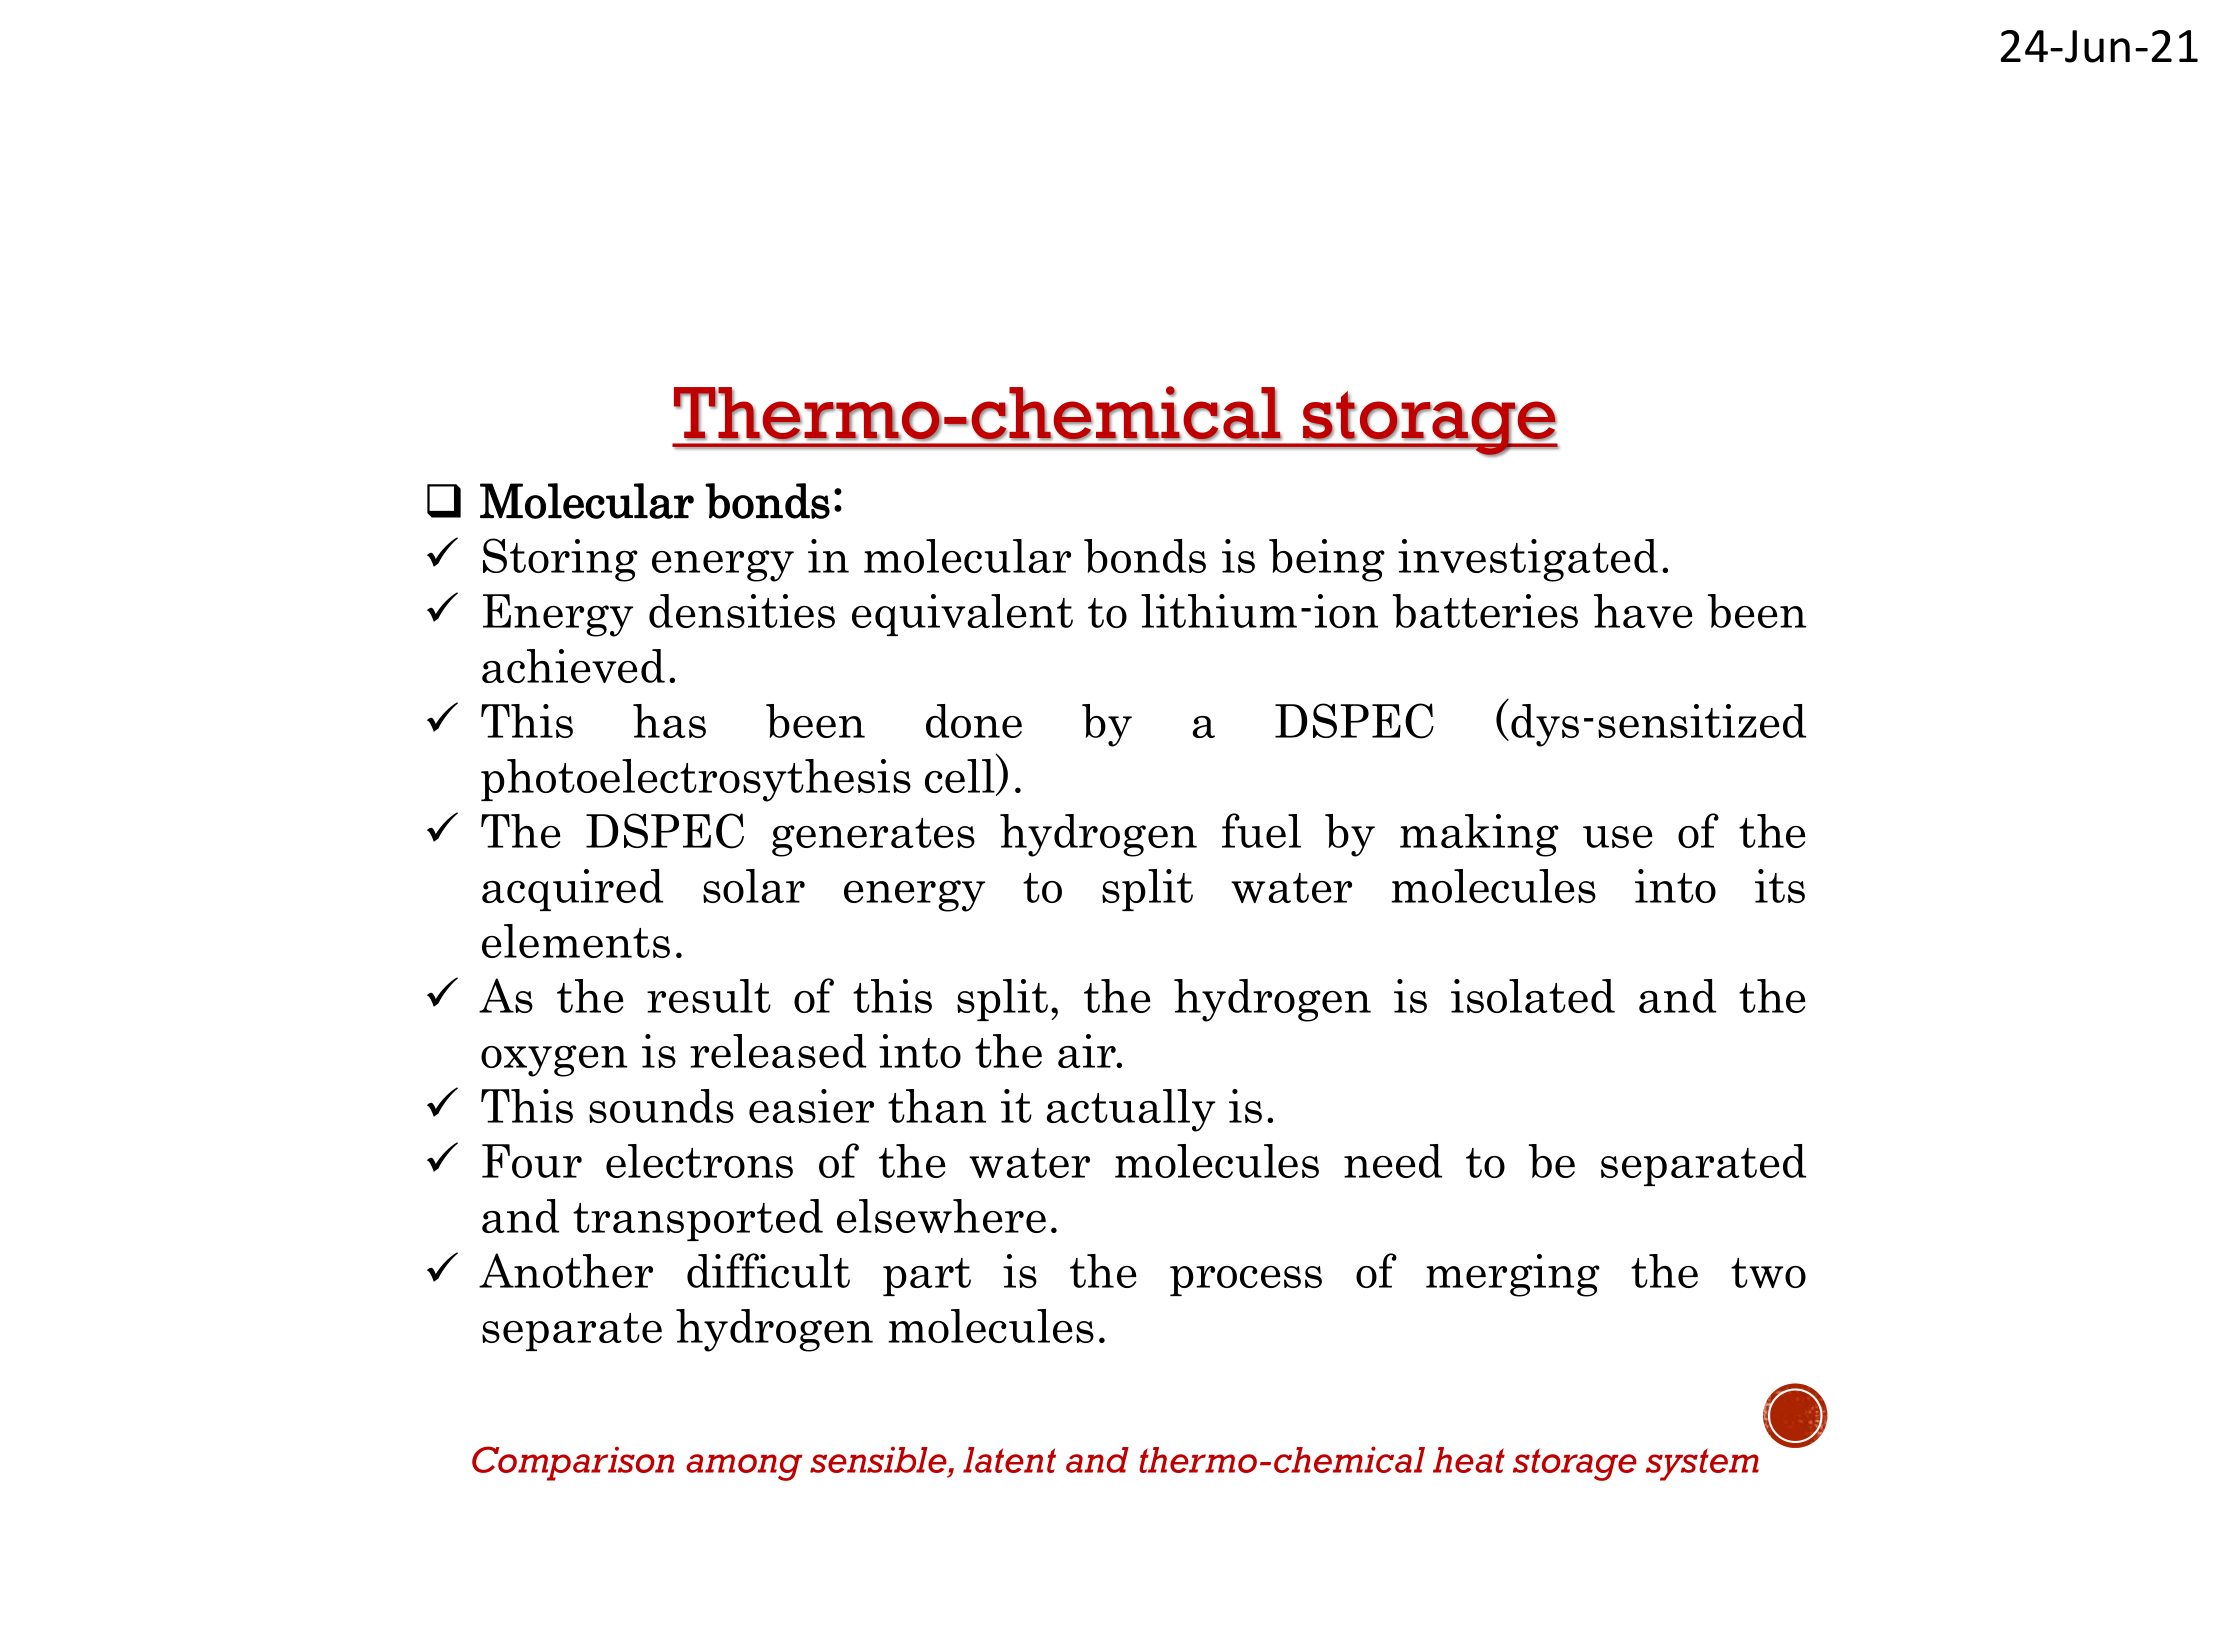 24-Jun-21
Thermo-chemical storage
❑ Molecular bonds:
✓ Storing energy in molecular bonds is being investigated.
✓ Energy densities equivalent to lithium-ion batteries have been
achieved.
✓ This has been done by a DSPEC (dys-sensitized
photoelectrosythesis cell).
✓ The DSPEC generates hydrogen fuel by making use of the
acquired solar energy to split water molecules into its
elements.
✓ As the result of this split, the hydrogen is isolated and the
oxygen is released into the air.
✓ This sounds easier than it actually is.
✓ Four electrons of the water molecules need to be separated
and transported elsewhere.
✓ Another difficult part is the process of merging the two
separate hydrogen molecules.
Comparison among sensible, latent and thermo-chemical heat storage system